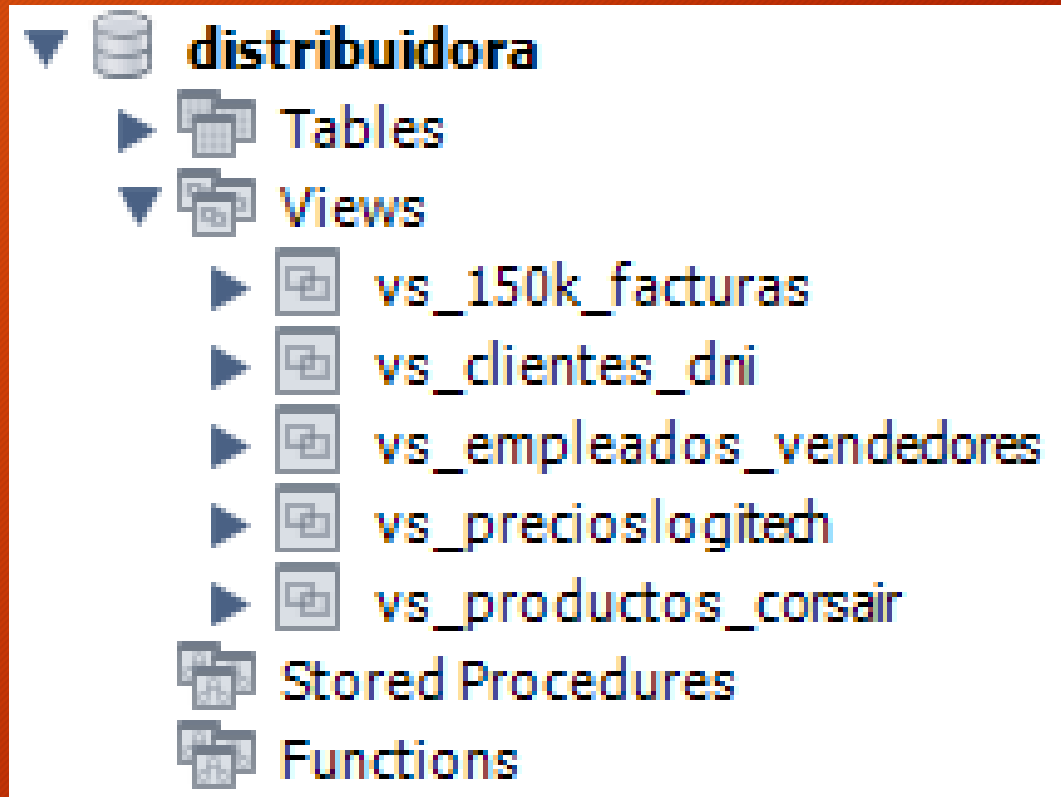 distribuidora
Tables
Views
vs_150k_facturas
vs_clientes_dni
vs_empleados_vendedores
vs_precioslogitech
vs_productos_corsair
Stored Procedures
Functions